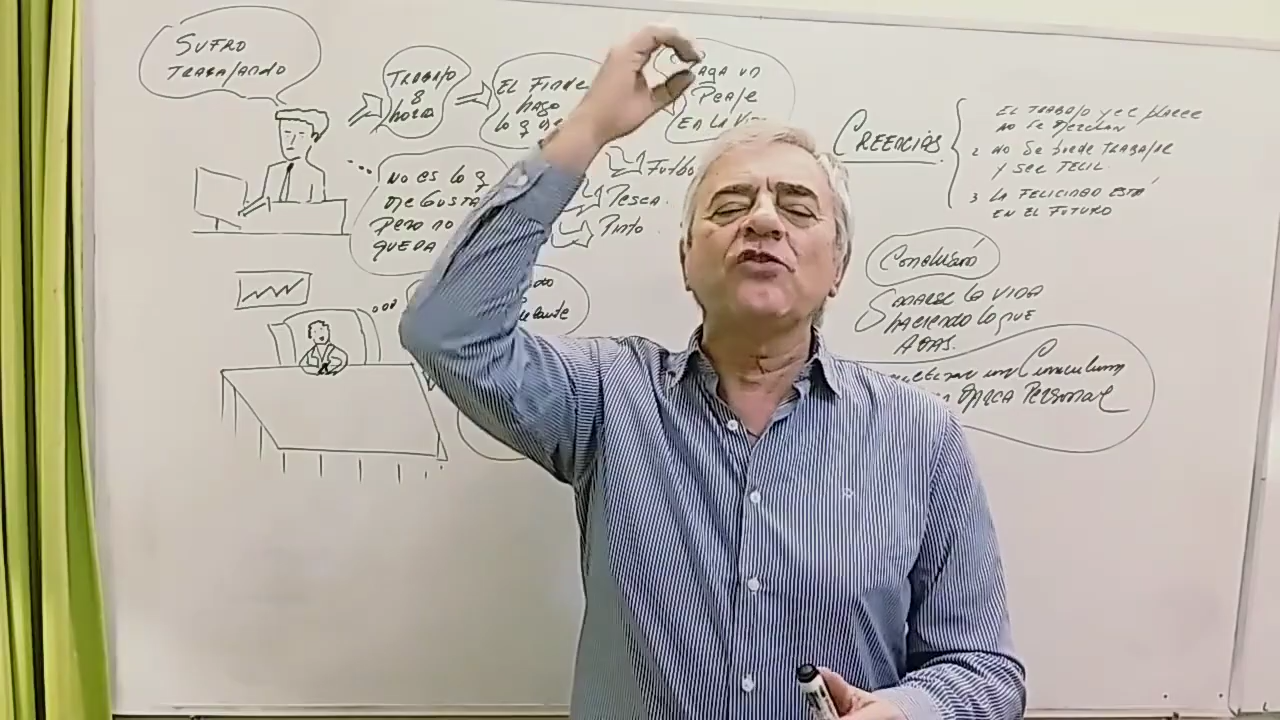 SUFRO
TRABAJANDO
TRABAJO
8
HORAS
EL FINDE
HAGO
LO Q
PAGA UN
PEAJE
EN LA VIDA
NO ES LO Q
ME GUSTA
PERO NO
QUEDA
FUTBOL
PESCA.
PINTO
CREENCIAS
EL TRABAJO Y EL PLACER
NO SE MEZCLAN
2. NO SE PUEDE TRABAJAR
Y SER FELIZ.
3 LA FELICIDAD ESTÁ
EN EL FUTURO
Conclusión
GANARSE LA VIDA
HACIENDO LO QUE
AMAS.
UN Curriculum
MARCA PERSONAL